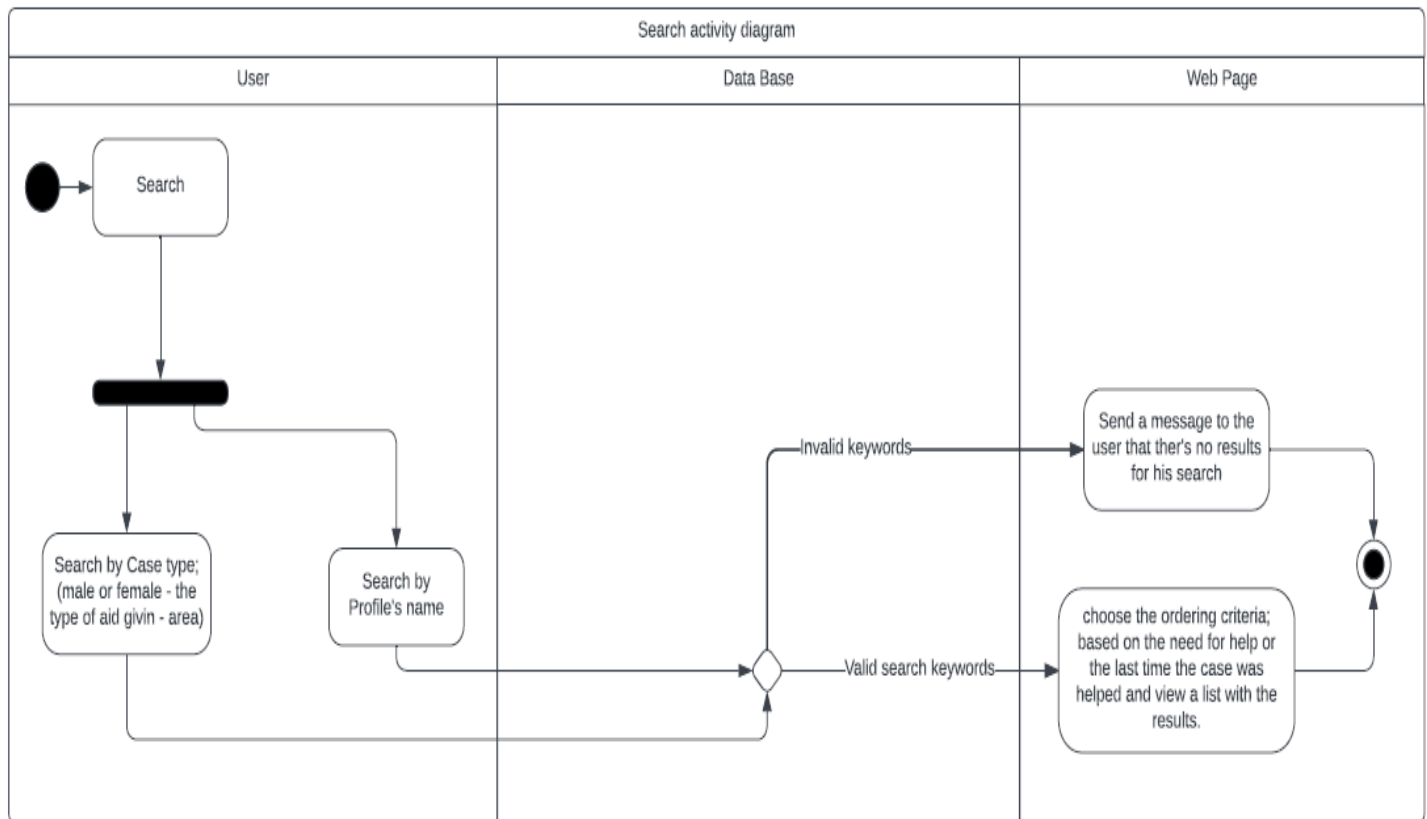 Search activity diagram
User
Data Base
Web Page
Search
Invalid keywords
Send a message to the
user that ther's no results
for his search
Search by Case type;
(male or female - the
type of aid givin - area)
Search by
Profile's name
Valid search keywords
choose the ordering criteria;
based on the need for help or
the last time the case was
helped and view a list with the
results.